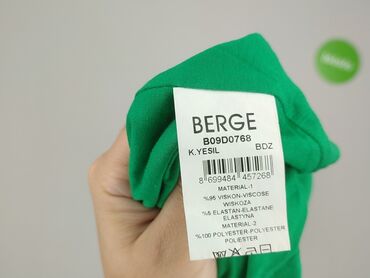 BERGE
B09D0768
K.YESIL BDZ
8 699484 457268
MATERIAL-1
%95 VISKON-VISCOSE
WISKOZA
%5 ELASTAN-ELASTANE
ELASTYNA
MATERIAL-2
%100 POLYESTER-POLYESTER
POLIESTER